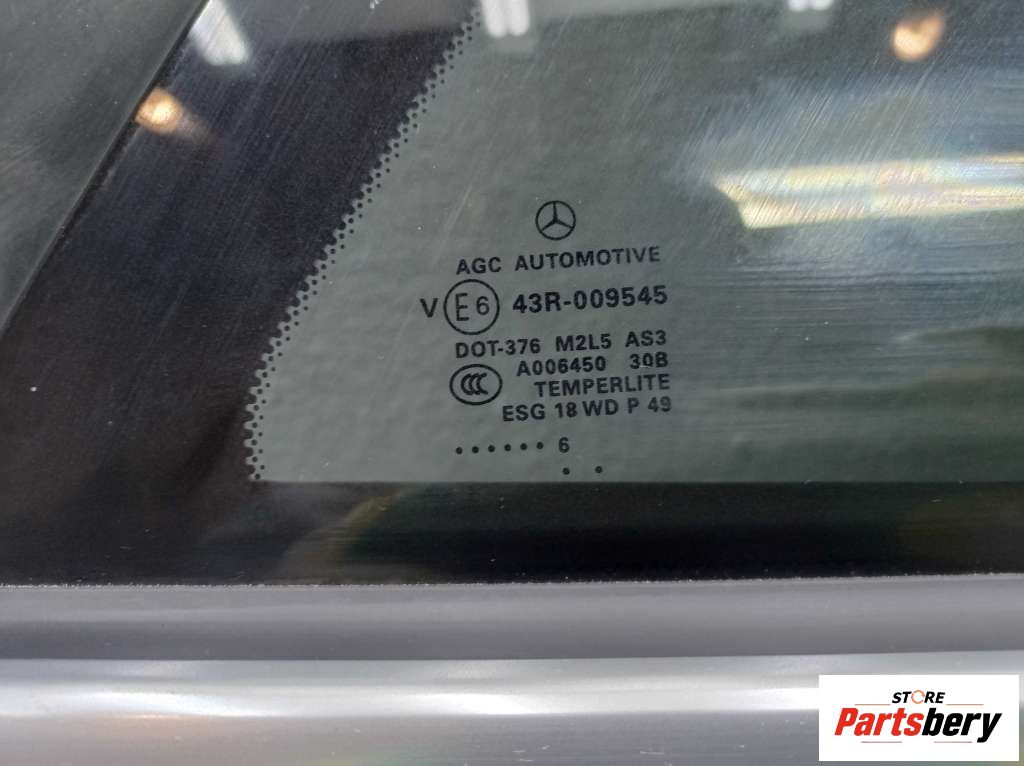 AGC AUTOMOTIVE
V E6 43R-009545
DOT-376 M2L5 AS3
A006450 30B
CCC TEMPERLITE
ESG 18 WD P 49
...... 6
. .
STORE
Partsbery